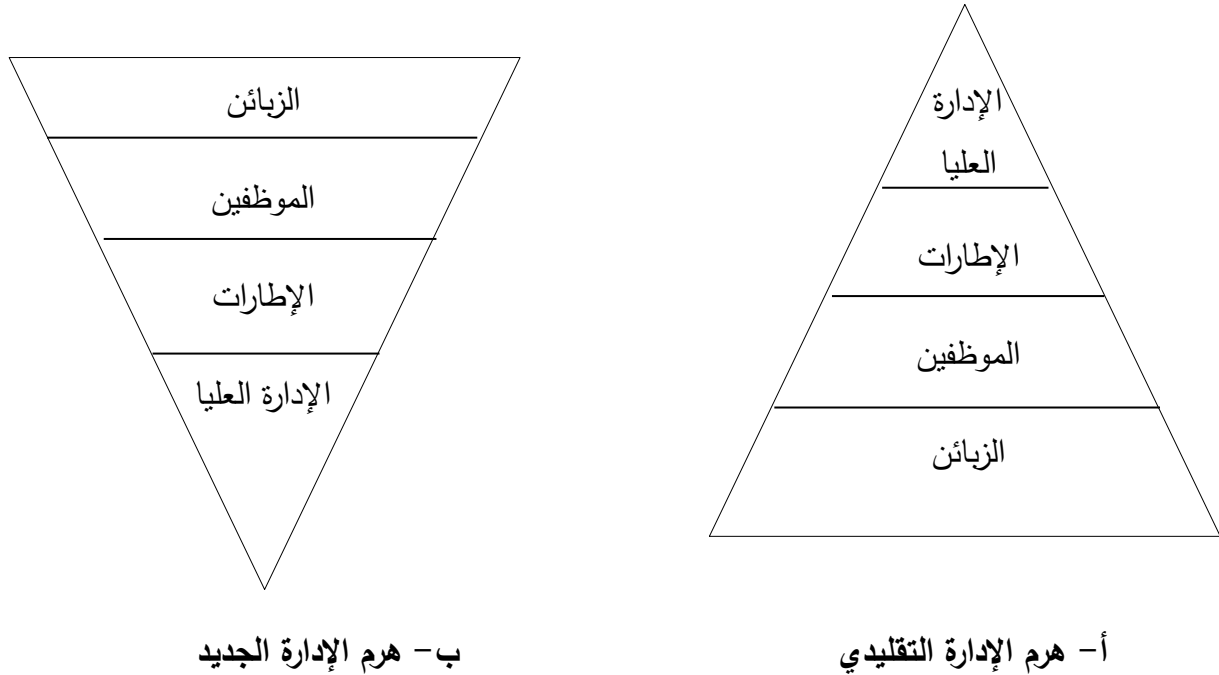 الإدارة
العليا
الإطارات
الموظفين
الزبائن
أ- هرم الإدارة التقليدي
الزبائن
الموظفين
الإطارات
الإدارة العليا
ب- هرم الإدارة الجديد